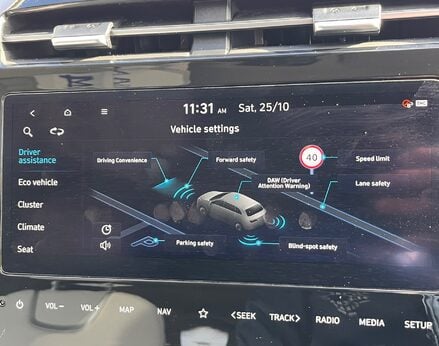 11:31 AM Sat, 25/10
Vehicle settings
Driver
assistance
Eco vehicle
Cluster
Climate
Seat
Driving Convenience
Forward safety
DAW (Driver
Attention Warning)
40
Speed limit
Lane safety
Parking safety
Blind-spot safety
VOL− VOL+ MAP NAV <SEEK TRACK> RADIO MEDIA SETUP